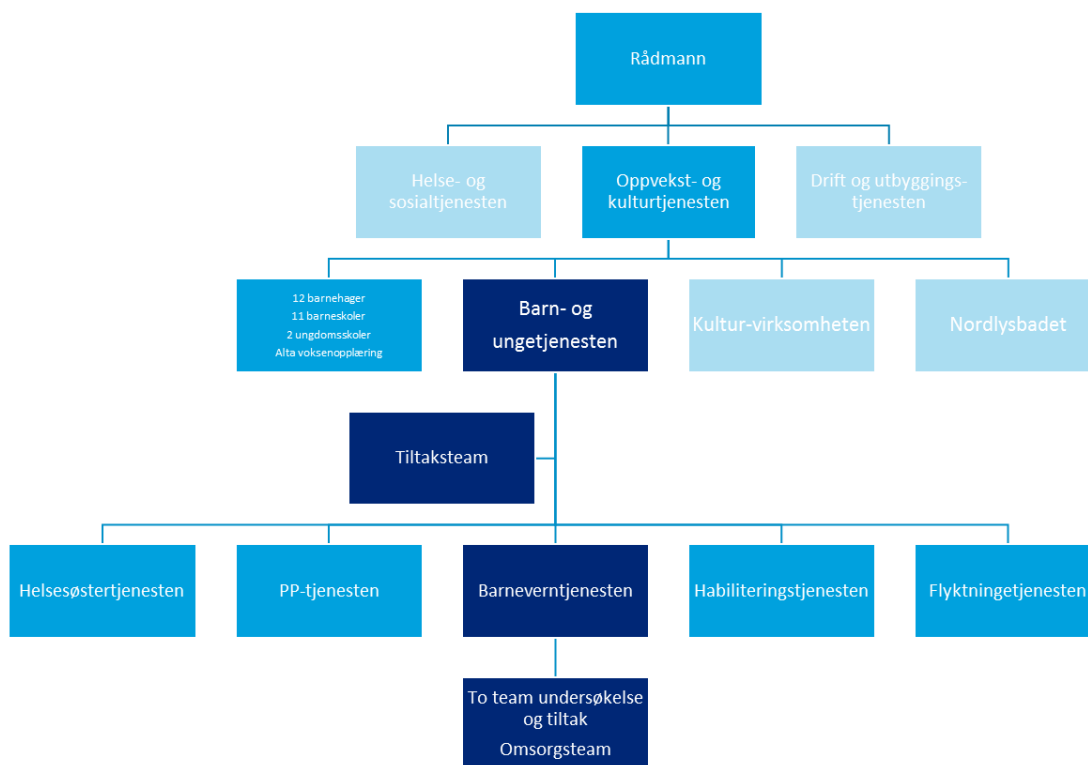 Rådmann
Helse- og
sosialtjenesten
Oppvekst- og
kulturtjenesten
Drift og utbyggings-
tjenesten
12 barnehager
11 barneskoler
2 ungdomsskoler
Alta voksenopplæring
Barn- og
ungetjenesten
Kultur-virksomheten
Nordlysbadet
Tiltaksteam
Helsesøstertjenesten
PP-tjenesten
Barneverntjenesten
Habiliteringstjenesten
Flyktningetjenesten
To team undersøkelse
og tiltak
Omsorgsteam